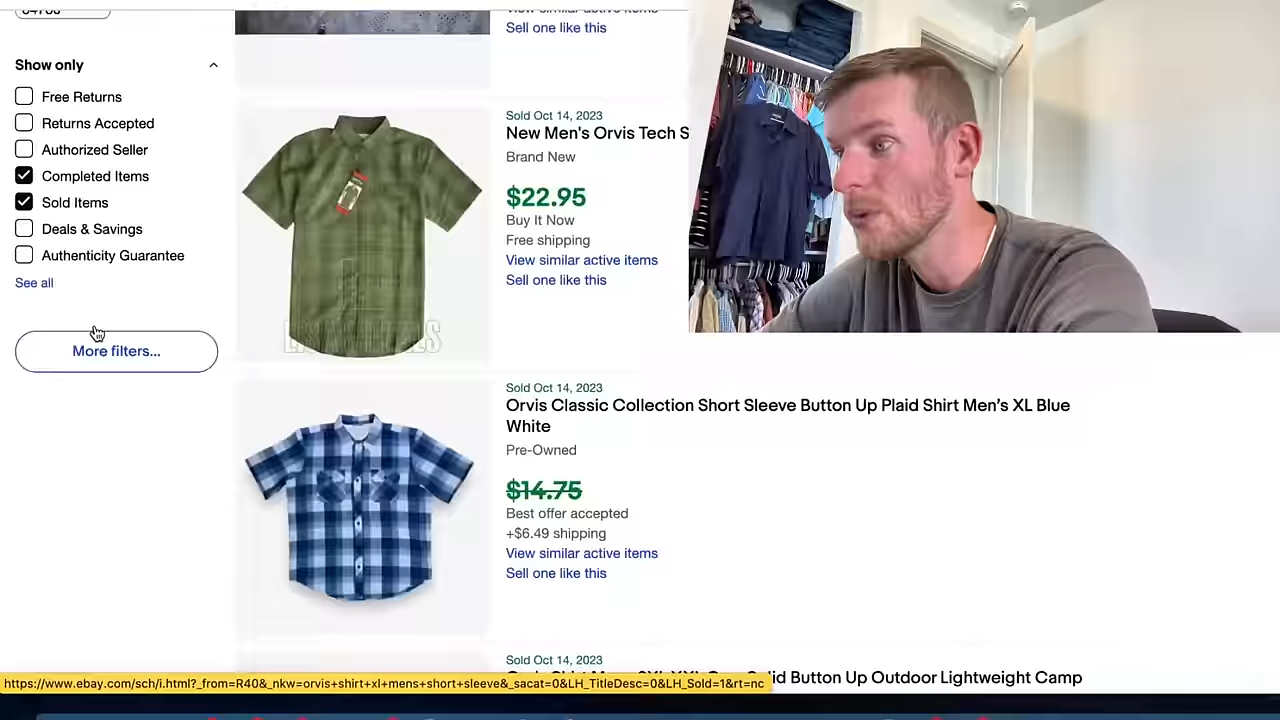 Sell one like this
Show only
Free Returns
Returns Accepted
Authorized Seller
Completed Items
Sold Items
Deals & Savings
Authenticity Guarantee
See all
More filters...
Sold Oct 14, 2023
New Men's Orvis Tech S
Brand New
$22.95
Buy It Now
Free shipping
View similar active items
Sell one like this
Sold Oct 14, 2023
Orvis Classic Collection Short Sleeve Button Up Plaid Shirt Men's XL Blue
White
Pre-Owned
$14.75
Best offer accepted
+$6.49 shipping
View similar active items
Sell one like this
Sold Oct 14, 2023
Button Up Outdoor Lightweight Camp
https://www.ebay.com/sch/i.html?_from=R40&_nkw=orvis+shirt+xl+mens+short+sleeve&_sacat=0&LH_TitleDesc=0&LH_Sold=1&rt=nc